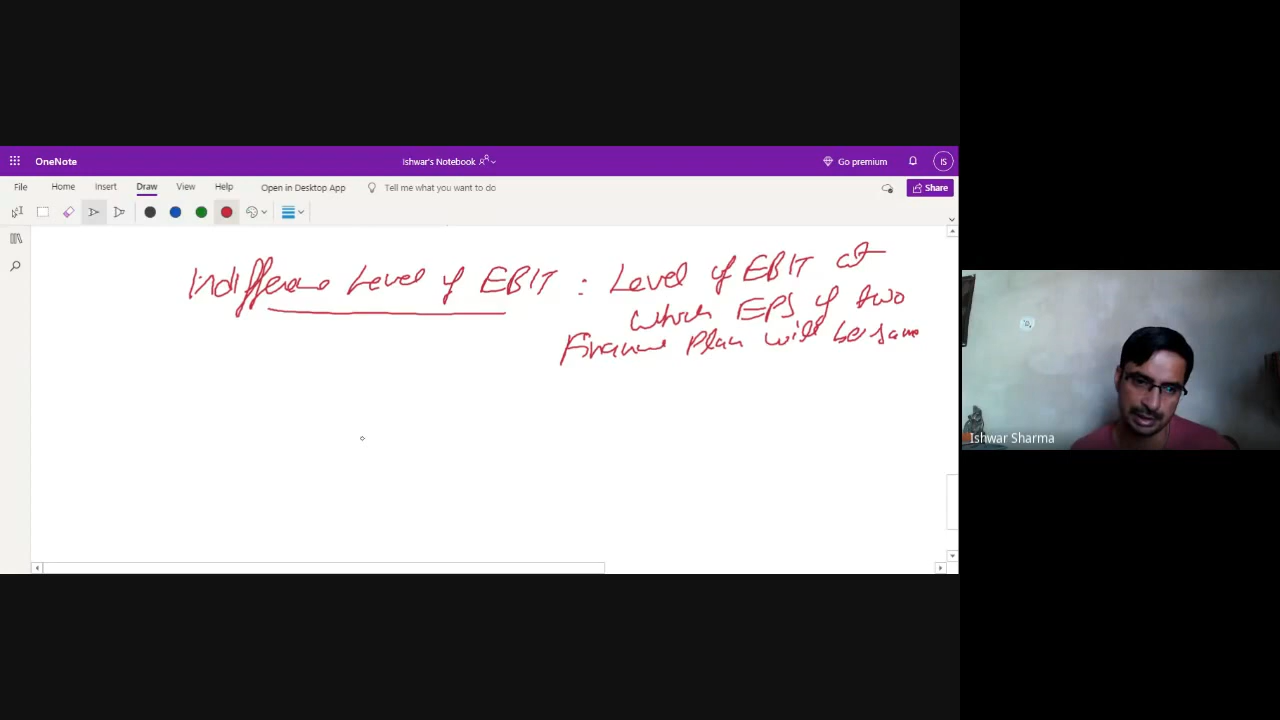 OneNote
Ishwar's Notebook
Go premium
IS
File Home Insert Draw View Help Open in Desktop App Tell me what you want to do
Share
Indifference Level of EBIT : Level of EBIT at
which EPS of two
Finance Plan will be same
Ishwar Sharma